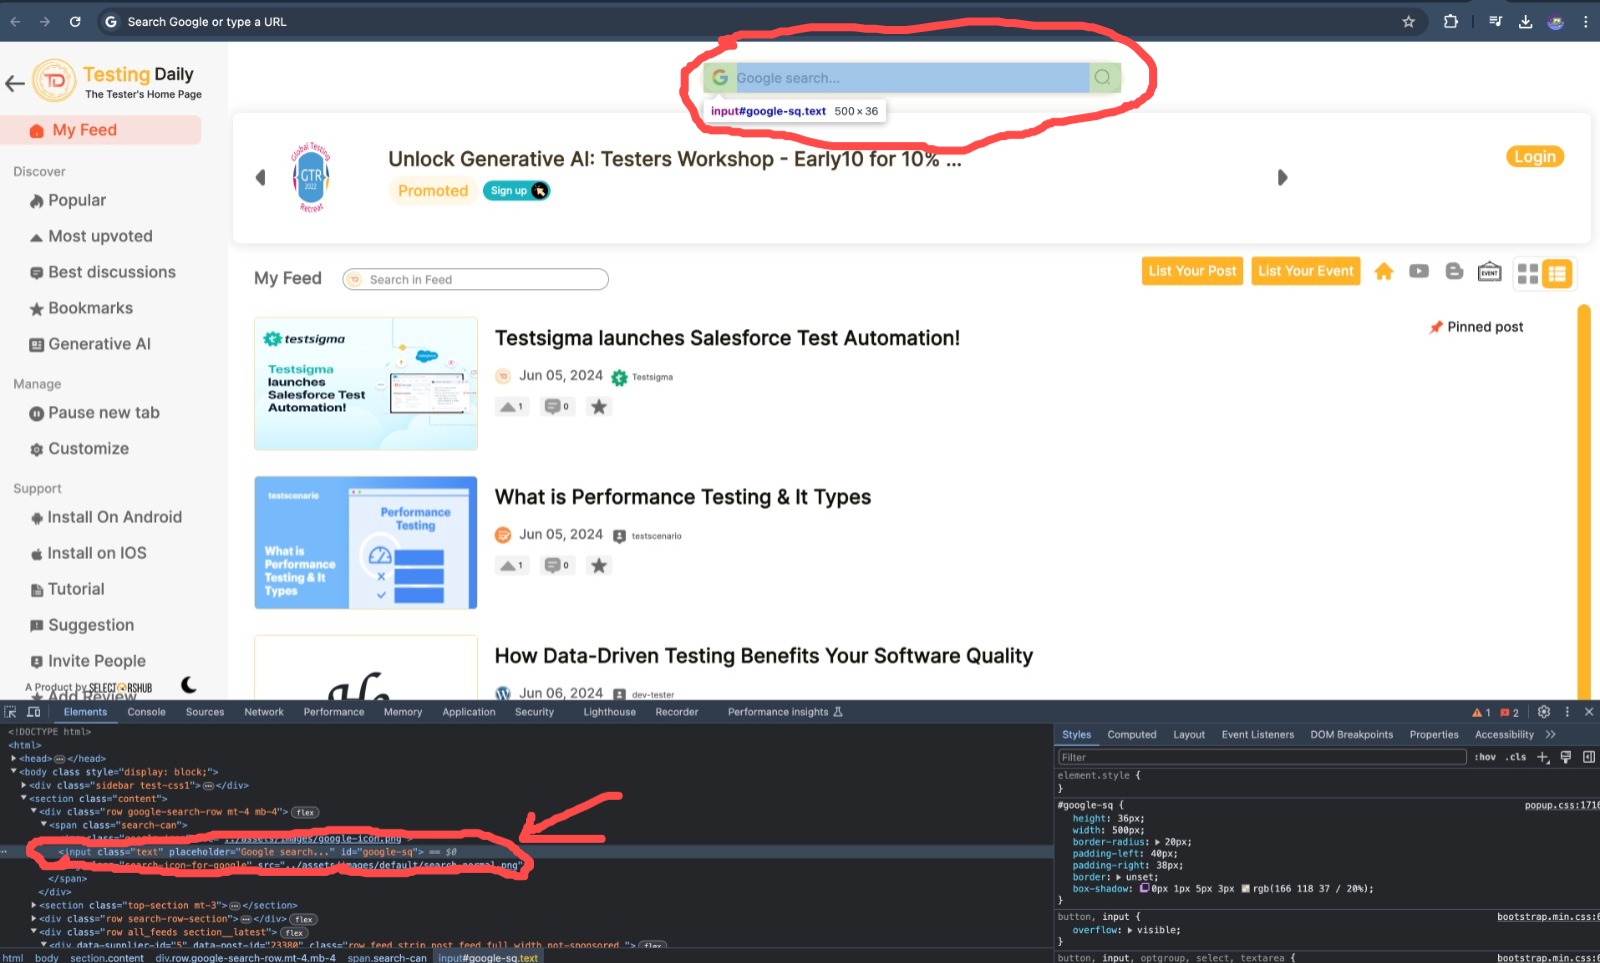 Search Google or type a URL
Testing Daily
The Tester's Home Page
Google search...
input#google-sq.text 500 × 36
My Feed
Discover
Popular
Most upvoted
Best discussions
Bookmarks
Generative AI
Manage
Pause new tab
Customize
Support
Install On Android
Install on IOS
Tutorial
Suggestion
Invite People
Add Review
A Product by SELECTORSHUB
Global Testing
GTR
2022
Retreat
Unlock Generative AI: Testers Workshop - Early10 for 10% ...
Promoted
Sign up
Login
My Feed
Search in Feed
List Your Post
List Your Event
EVENT
Pinned post
testsigma
Testsigma
launches
Salesforce Test
Automation!
Testsigma launches Salesforce Test Automation!
Jun 05, 2024
Testsigma
1
0
testscenario
Performance
Testing
What is
Performance
Testing & It
Types
What is Performance Testing & It Types
Jun 05, 2024
testscenario
1
0
How Data-Driven Testing Benefits Your Software Quality
Jun 06, 2024
dev-tester
Elements Console Sources Network Performance Memory Application Security Lighthouse Recorder Performance insights
1 2
<!DOCTYPE html>
<html>
<head> </head>
<body class style="display: block;">
<div class="sidebar test-css1"> </div>
<section class="content">
<div class="row google-search-row mt-4 mb-4"> flex
<span class="search-can">
../assets/images/google-icon.png
<input class="text" placeholder="Google search..." id="google-sq"> == $0
"search-icon-for-google" src="../assets/images/default/search-normal.png"
</span>
</div>
<section class="top-section mt-3"> </section>
<div class="row search-row-section"> </div> flex
<div class="row all_feeds section__latest"> flex
<div data-supplier-id="5" data-post-id="23380" class="row feed strip post feed full width not-sponsored "> flex
html body section.content div.row.google-search-row.mt-4.mb-4 span.search-can input#google-sq.text
Styles Computed Layout Event Listeners DOM Breakpoints Properties Accessibility
Filter
:hov .cls
element.style {
}
#google-sq { popup.css:1716
height: 36px;
width: 500px;
border-radius: 20px;
padding-left: 40px;
padding-right: 38px;
border: unset;
box-shadow: 0px 1px 5px 3px rgb(166 118 37 / 20%);
}
button, input { bootstrap.min.css:6
overflow: visible;
}
button, input, optgroup, select, textarea { bootstrap.min.css:6